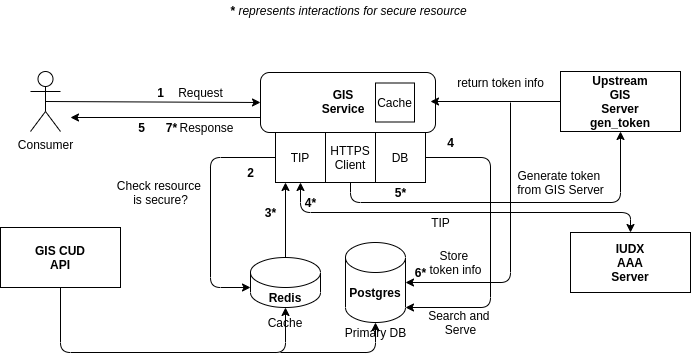 * represents interactions for secure resource
return token info
Upstream
GIS
Server
gen_token
1 Request
GIS
Service
Cache
5 7* Response
Consumer
TIP
HTTPS
Client
DB
4
2
Check resource
is secure?
3*
4*
5*
Generate token
from GIS Server
TIP
GIS CUD
API
IUDX
AAA
Server
Store
6* token info
Redis
Cache
Postgres
Primary DB
Search and
Serve